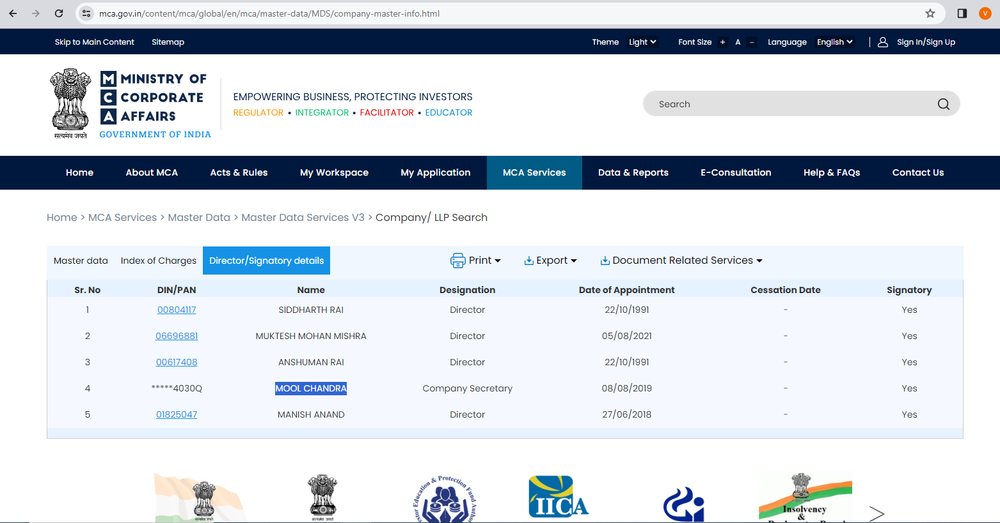 mca.gov.in/content/mca/global/en/mca/master-data/MDS/company-master-info.html
V
Skip to Main Content Sitemap Theme Light Font Size + A - Language English Sign In/Sign Up
MCA MINISTRY OF CORPORATE AFFAIRS
GOVERNMENT OF INDIA
सत्यमेव जयते
EMPOWERING BUSINESS, PROTECTING INVESTORS
REGULATOR • INTEGRATOR • FACILITATOR • EDUCATOR
Search
Home About MCA Acts & Rules My Workspace My Application MCA Services Data & Reports E-Consultation Help & FAQs Contact Us
Home > MCA Services > Master Data > Master Data Services V3 > Company/ LLP Search
Master data Index of Charges Director/Signatory details Print Export Document Related Services
Sr. No DIN/PAN Name Designation Date of Appointment Cessation Date Signatory
1 00804117 SIDDHARTH RAI Director 22/10/1991 - Yes
2 06696881 MUKTESH MOHAN MISHRA Director 05/08/2021 - Yes
3 00617408 ANSHUMAN RAI Director 22/10/1991 - Yes
4 *****4030Q MOOL CHANDRA Company Secretary 08/08/2019 - Yes
5 01825047 MANISH ANAND Director 27/06/2018 - Yes
सत्यमेव जयते
सत्यमेव जयते
Education & Protection Fund
IICA
Insolvency
&